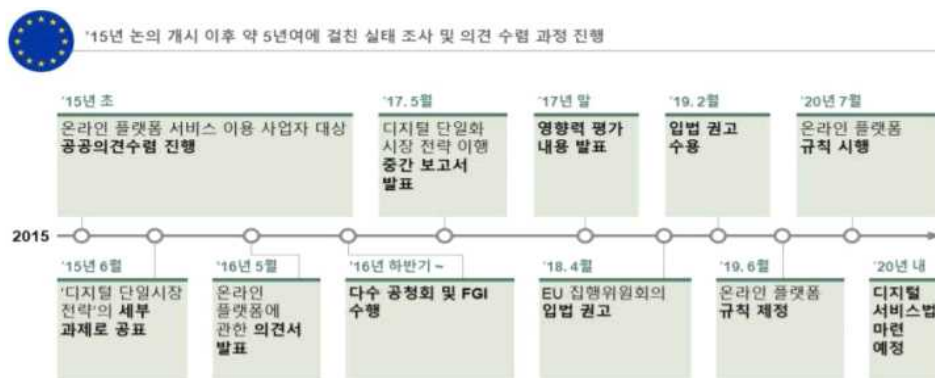 '15년 논의 개시 이후 약 5년여에 걸친 실태 조사 및 의견 수렴 과정 진행
'15년 초
온라인 플랫폼 서비스 이용 사업자 대상
공공의견수렴 진행
'17. 5월
디지털 단일화
시장 전략 이행
중간 보고서
발표
'17년 말
영향력 평가
내용 발표
'19. 2월
입법 권고
수용
'20년 7월
온라인 플랫폼
규칙 시행
2015
'15년 6월
'디지털 단일시장
전략'의 세부
과제로 공표
'16년 5월
온라인
플랫폼에
관한 의견서
발표
'16년 하반기 ~
다수 공청회 및 FGI
수행
'18. 4월
EU 집행위원회의
입법 권고
'19. 6월
온라인 플랫폼
규칙 제정
'20년 내
디지털
서비스법
마련
예정